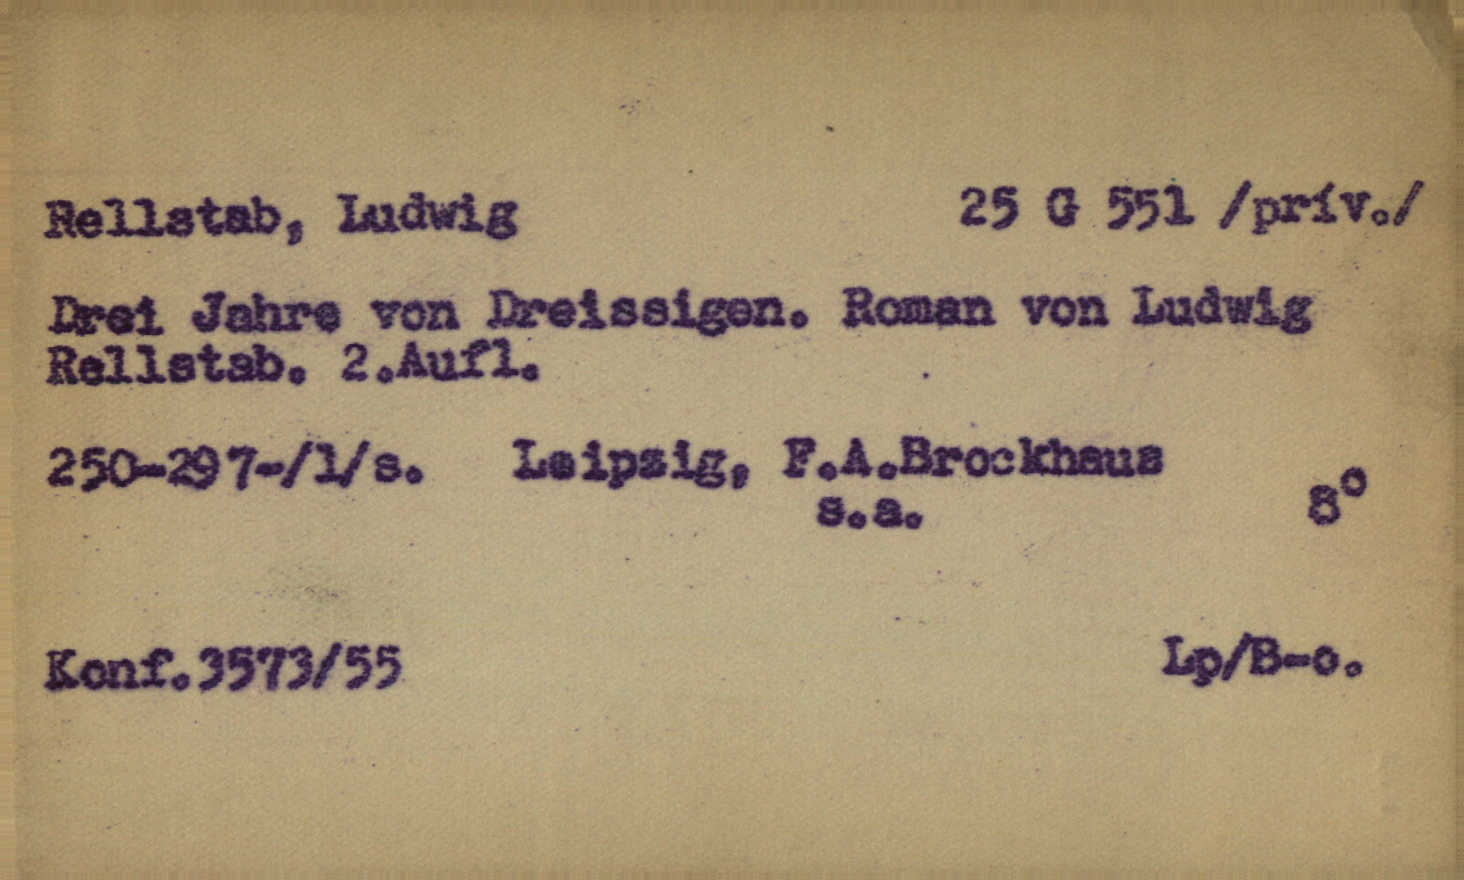 Rellstab, Ludwig 25 G 551 /priv./
Drei Jahre von Dreissigen. Roman von Ludwig
Rellstab. 2.Aufl.
250-297-/1/s. Leipzig, F.A.Brockhaus
s.a. 8°
Konf.3573/55 Lp/B-o.